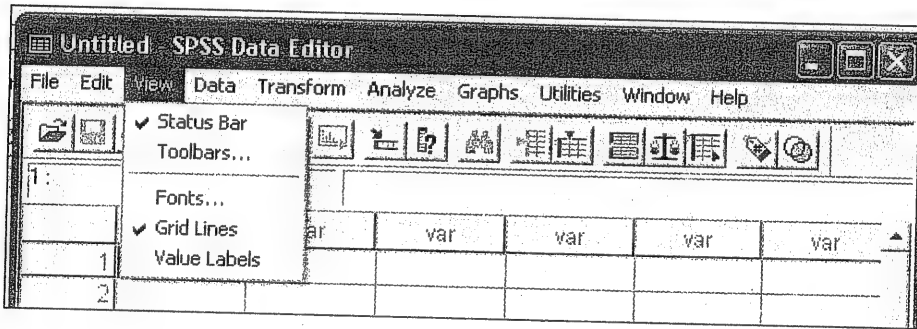 Untitled - SPSS Data Editor
File Edit View Data Transform Analyze Graphs Utilities Window Help
Status Bar
Toolbars...
1:
Fonts...
Grid Lines
Value Labels
ar var var var var
1
2